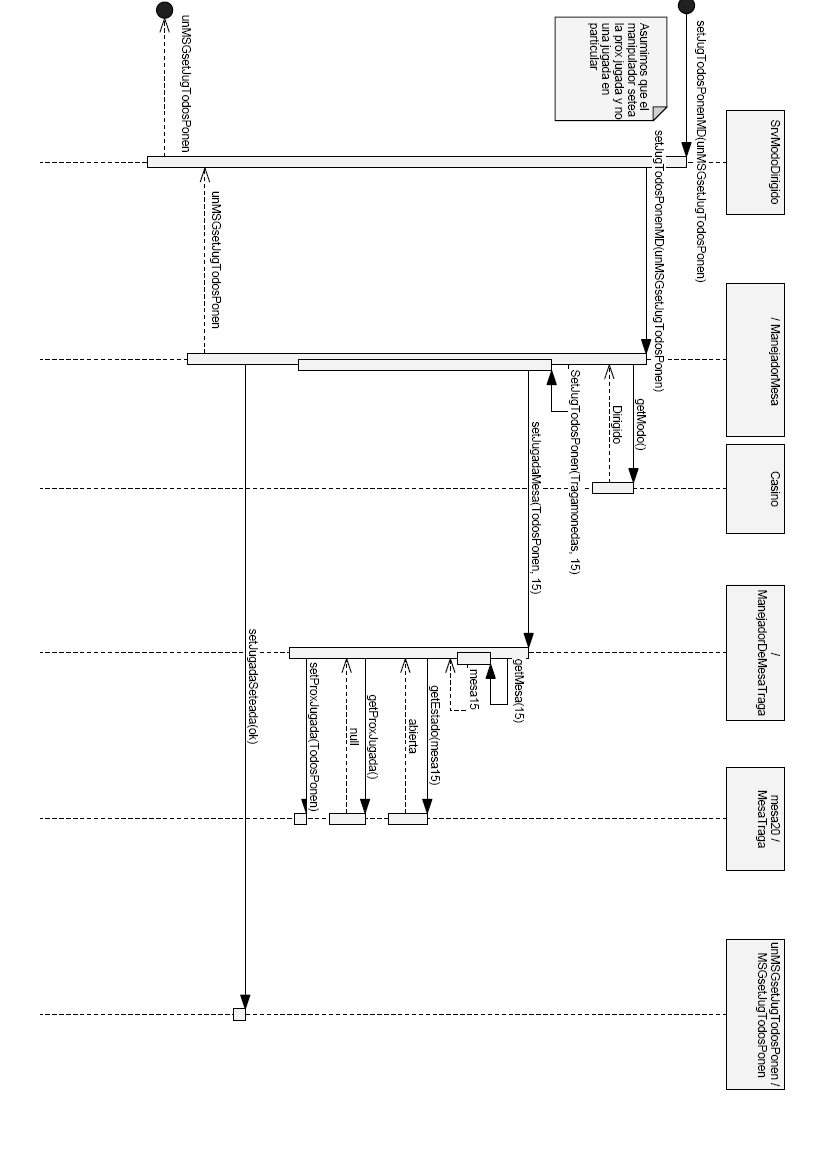 SrvModoDirigido
/ ManejadorMesa
Casino
/
ManejadorDeMesaTraga
mesa20 /
MesaTraga
unMSGsetJugTodosPonen /
MSGsetJugTodosPonen
setJugTodosPonenMD(unMSGsetJugTodosPonen)
Asumimos que el
manipulador setea
la prox jugada y no
una jugada en
particular
setJugTodosPonenMD(unMSGsetJugTodosPonen)
getModo()
Dirigido
SetJugTodosPonen(Tragamonedas, 15)
setJugadaMesa(TodosPonen, 15)
getMesa(15)
mesa15
getEstado(mesa15)
abierta
getProxJugada()
null
setProxJugada(TodosPonen)
setJugadaSeteada(ok)
unMSGsetJugTodosPonen
unMSGsetJugTodosPonen